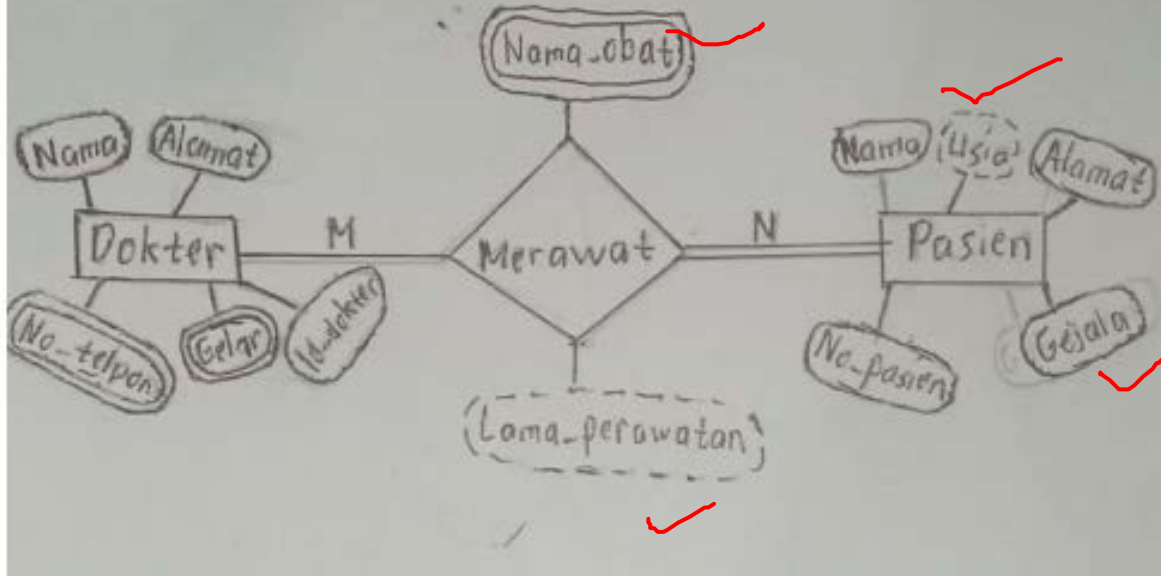 Nama_obat
Nama
Alamat
Nama
Usia
Alamat
Dokter
M
Merawat
N
Pasien
No_telpon
Gelar
Id_dokter
No_pasien
Gejala
Lama_perawatan